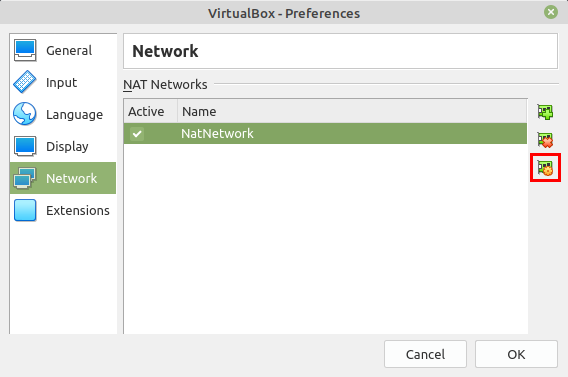 VirtualBox - Preferences
General
Input
Language
Display
Network
Extensions
Network
NAT Networks
Active Name
NatNetwork
Cancel OK